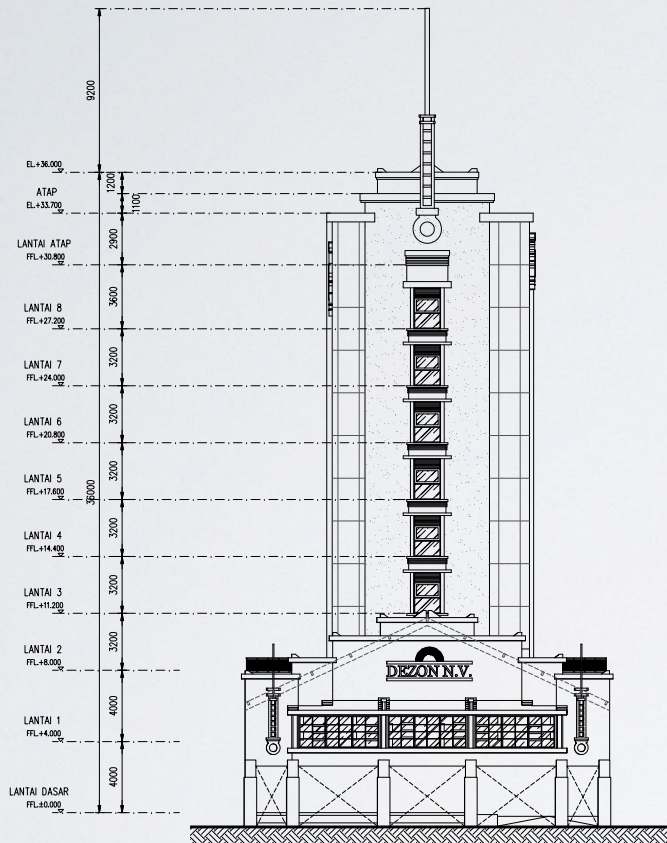 9200
EL.+36.000
1200
ATAP
EL.+33.700
1100
2900
LANTAI ATAP
FFL.+30.800
3600
LANTAI 8
FFL.+27.200
3200
LANTAI 7
FFL.+24.000
3200
LANTAI 6
FFL.+20.800
3200
LANTAI 5
FFL.+17.600
36000
3200
LANTAI 4
FFL.+14.400
3200
LANTAI 3
FFL.+11.200
3200
LANTAI 2
FFL.+8.000
DEZON N.V.
4000
LANTAI 1
FFL.+4.000
4000
LANTAI DASAR
FFL.±0.000